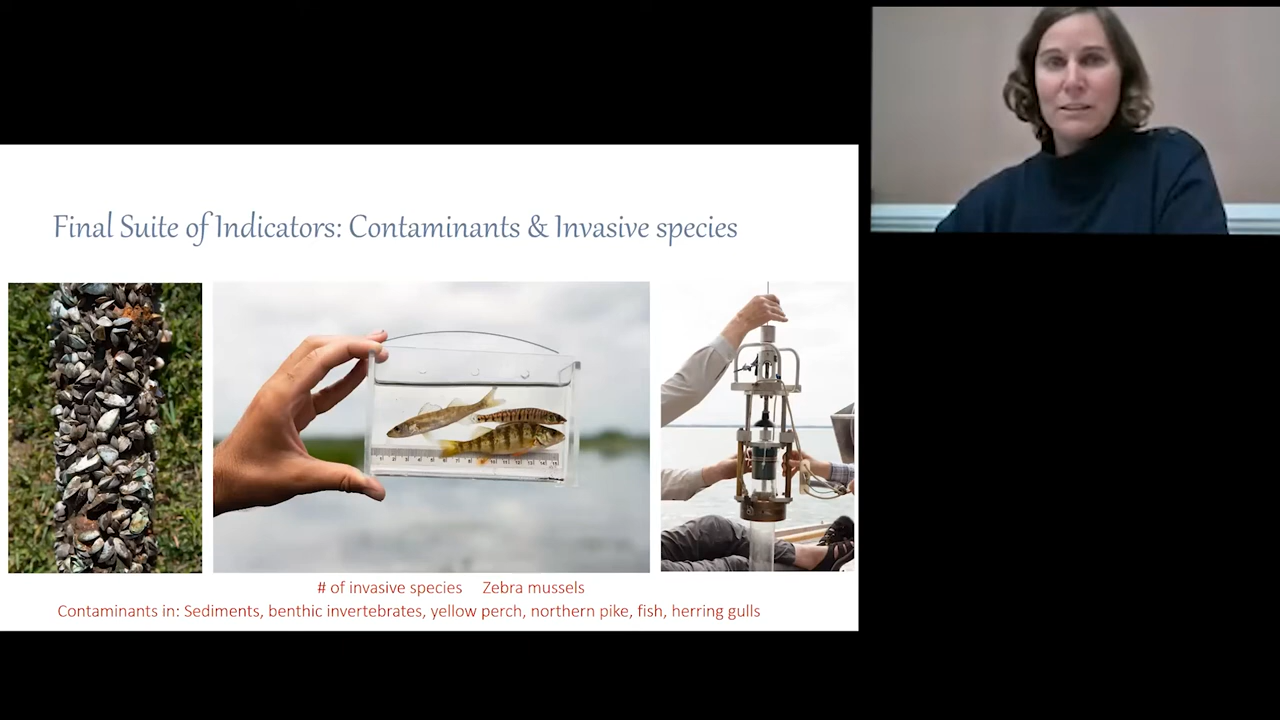 Final Suite of Indicators: Contaminants & Invasive species
# of invasive species Zebra mussels
Contaminants in: Sediments, benthic invertebrates, yellow perch, northern pike, fish, herring gulls